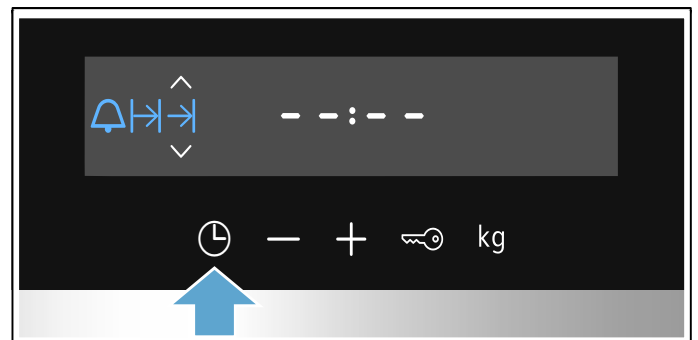 – –:– –
kg